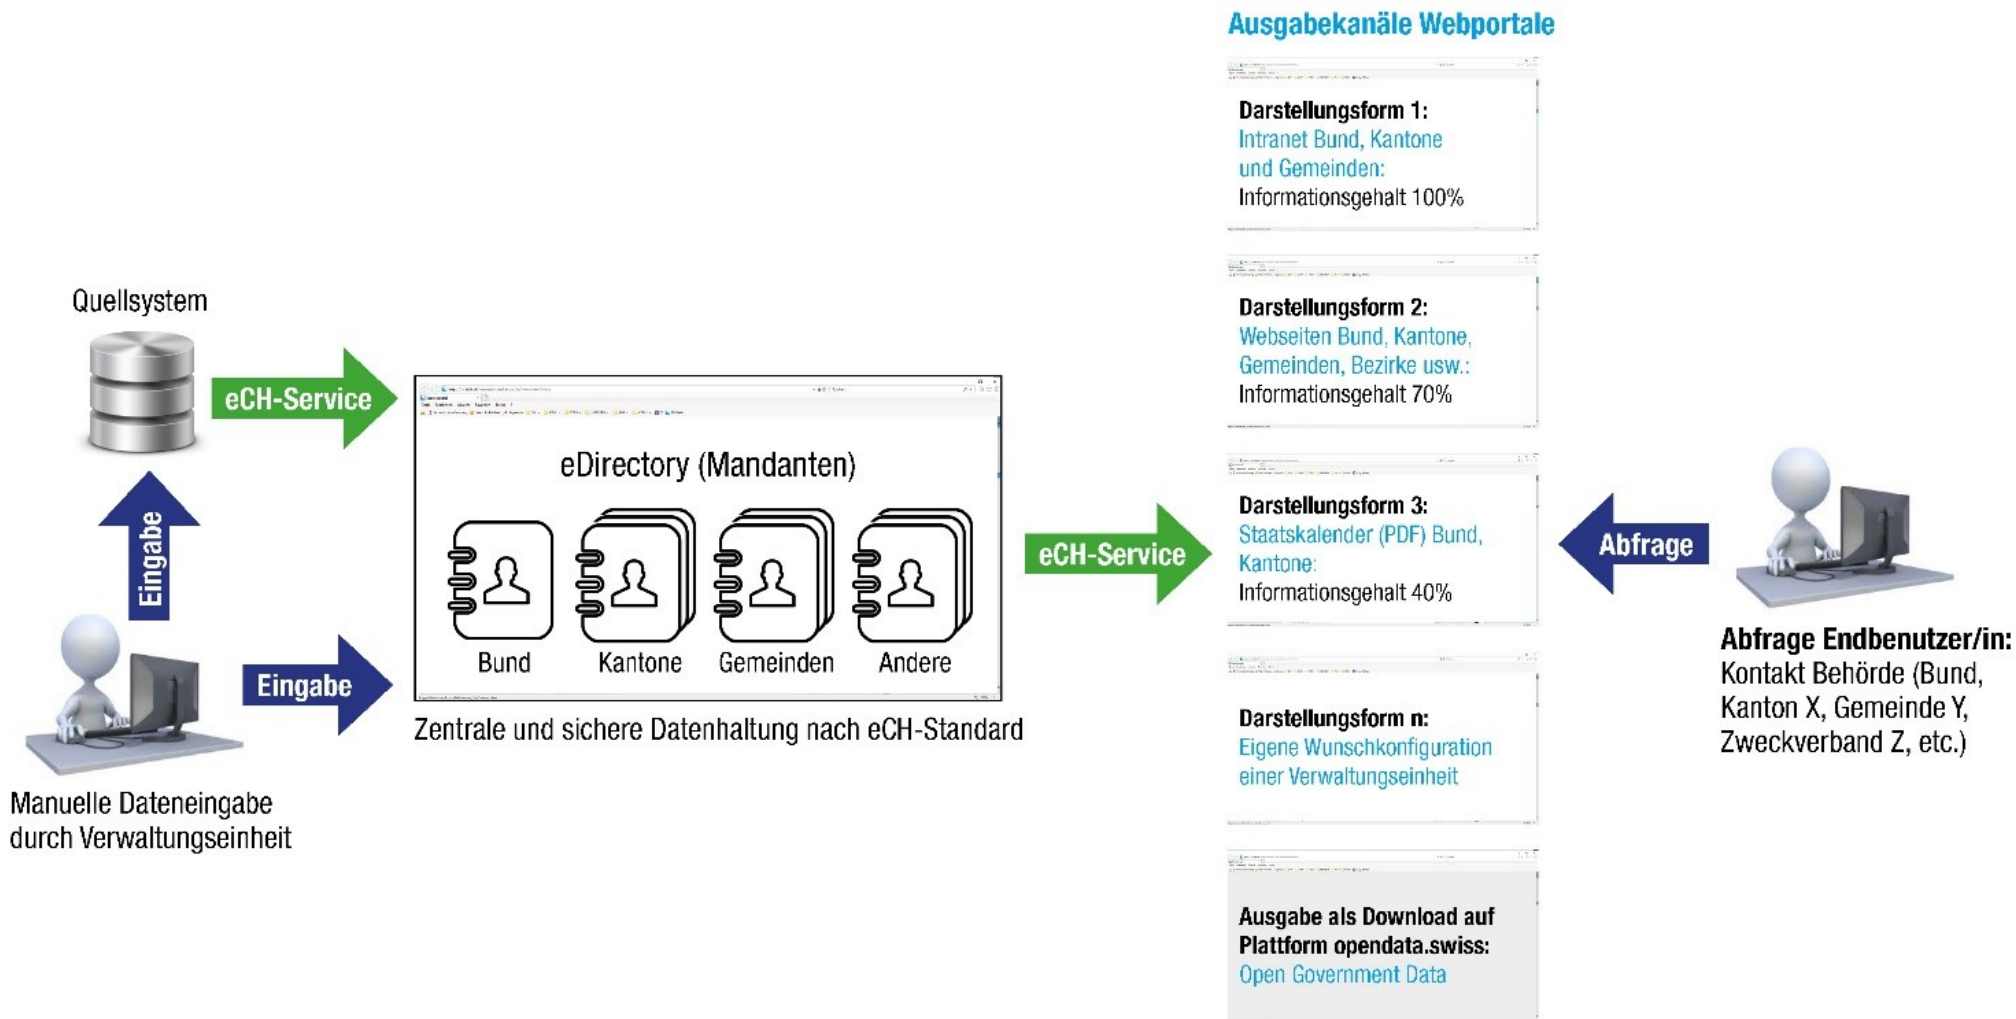 Ausgabekanäle Webportale
Darstellungsform 1:
Intranet Bund, Kantone
und Gemeinden:
Informationsgehalt 100%
Darstellungsform 2:
Webseiten Bund, Kantone,
Gemeinden, Bezirke usw.:
Informationsgehalt 70%
Darstellungsform 3:
Staatskalender (PDF) Bund,
Kantone:
Informationsgehalt 40%
Darstellungsform n:
Eigene Wunschkonfiguration
einer Verwaltungseinheit
Ausgabe als Download auf
Plattform opendata.swiss:
Open Government Data
Quellsystem
eCH-Service
Eingabe
Eingabe
Manuelle Dateneingabe
durch Verwaltungseinheit
eDirectory (Mandanten)
Bund
Kantone
Gemeinden
Andere
Zentrale und sichere Datenhaltung nach eCH-Standard
eCH-Service
Abfrage
Abfrage Endbenutzer/in:
Kontakt Behörde (Bund,
Kanton X, Gemeinde Y,
Zweckverband Z, etc.)